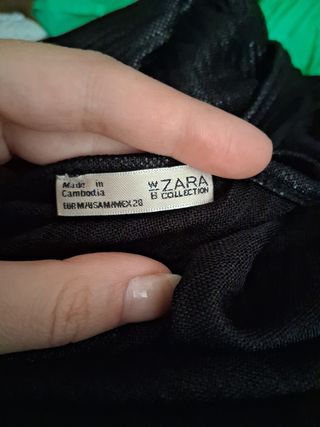 Made in
Cambodia
EUR M/USA M/MEX 28
W ZARA
B COLLECTION